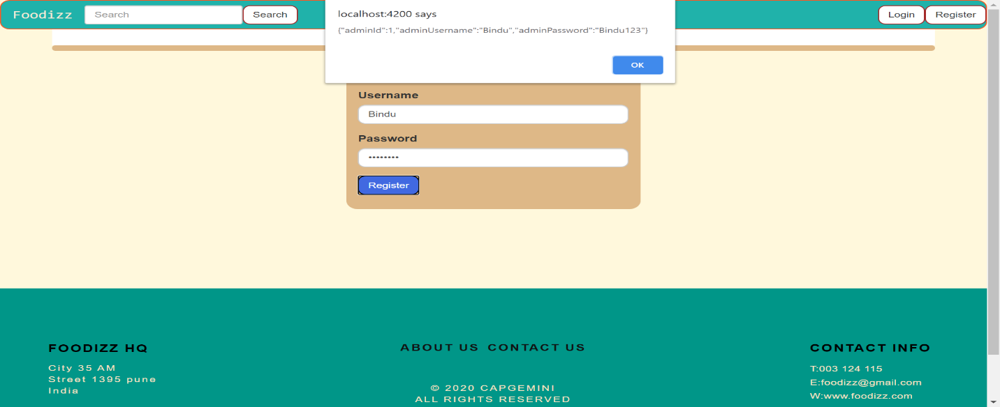 Foodizz Search Search Login Register
localhost:4200 says
{"adminId":1,"adminUsername":"Bindu","adminPassword":"Bindu123"}
OK
Username
Bindu
Password
••••••••
Register
FOODIZZ HQ
City 35 AM
Street 1395 pune
India
ABOUT US CONTACT US
© 2020 CAPGEMINI
ALL RIGHTS RESERVED
CONTACT INFO
T:003 124 115
E:foodizz@gmail.com
W:www.foodizz.com